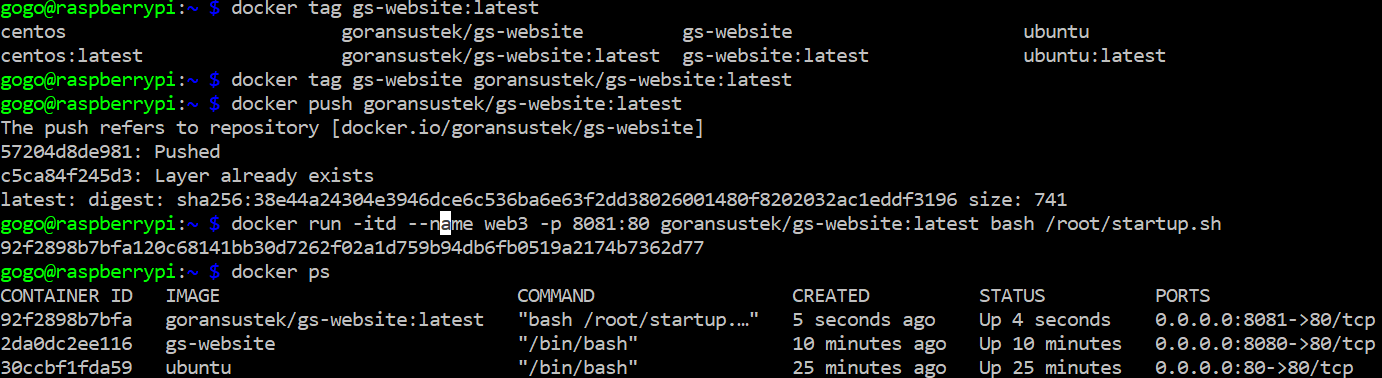 gogo@raspberrypi:~ $ docker tag gs-website:latest
centos goransustek/gs-website gs-website ubuntu
centos:latest goransustek/gs-website:latest gs-website:latest ubuntu:latest
gogo@raspberrypi:~ $ docker tag gs-website goransustek/gs-website:latest
gogo@raspberrypi:~ $ docker push goransustek/gs-website:latest
The push refers to repository [docker.io/goransustek/gs-website]
57204d8de981: Pushed
c5ca84f245d3: Layer already exists
latest: digest: sha256:38e44a24304e3946dce6c536ba6e63f2dd38026001480f8202032ac1eddf3196 size: 741
gogo@raspberrypi:~ $ docker run -itd --name web3 -p 8081:80 goransustek/gs-website:latest bash /root/startup.sh
92f2898b7bfa120c68141bb30d7262f02a1d759b94db6fb0519a2174b7362d77
gogo@raspberrypi:~ $ docker ps
CONTAINER ID IMAGE COMMAND CREATED STATUS PORTS
92f2898b7bfa goransustek/gs-website:latest "bash /root/startup.…" 5 seconds ago Up 4 seconds 0.0.0.0:8081->80/tcp
2da0dc2ee116 gs-website "/bin/bash" 10 minutes ago Up 10 minutes 0.0.0.0:8080->80/tcp
30ccbf1fda59 ubuntu "/bin/bash" 25 minutes ago Up 25 minutes 0.0.0.0:80->80/tcp